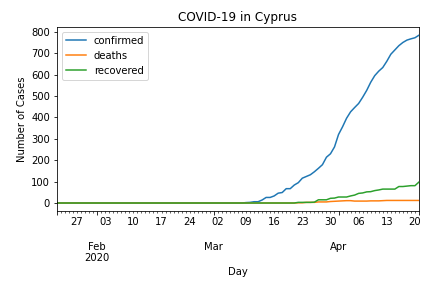 COVID-19 in Cyprus
confirmed
deaths
recovered
Number of Cases
800
700
600
500
400
300
200
100
0
27 03 10 17 24 02 09 16 23 30 06 13 20
Feb Mar Apr
2020
Day